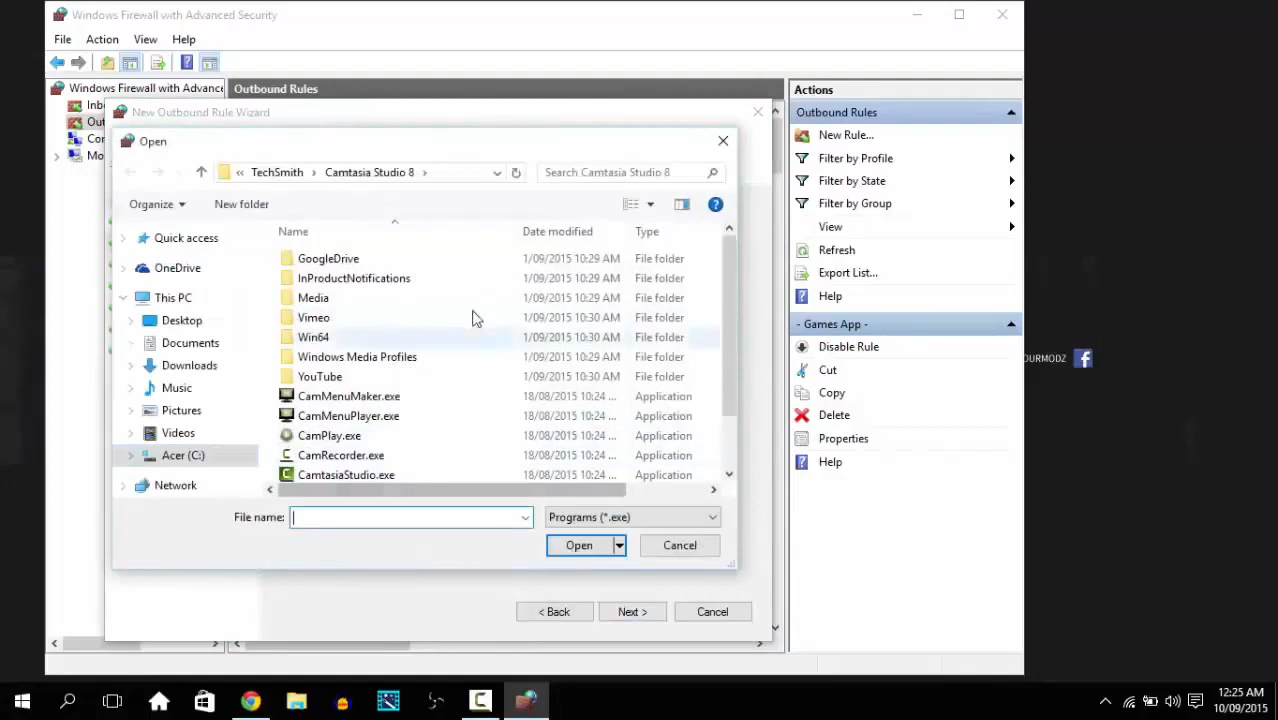 Windows Firewall with Advanced Security
File Action View Help
Windows Firewall with Advance
Inb
Out
Co
Mo
Outbound Rules
New Outbound Rule Wizard
Open
« TechSmith › Camtasia Studio 8 ›
Search Camtasia Studio 8
Organize
New folder
Name Date modified Type
Quick access
OneDrive
This PC
Desktop
Documents
Downloads
Music
Pictures
Videos
Acer (C:)
Network
GoogleDrive 1/09/2015 10:29 AM File folder
InProductNotifications 1/09/2015 10:29 AM File folder
Media 1/09/2015 10:29 AM File folder
Vimeo 1/09/2015 10:30 AM File folder
Win64 1/09/2015 10:30 AM File folder
Windows Media Profiles 1/09/2015 10:29 AM File folder
YouTube 1/09/2015 10:30 AM File folder
CamMenuMaker.exe 18/08/2015 10:24 ... Application
CamMenuPlayer.exe 18/08/2015 10:24 ... Application
CamPlay.exe 18/08/2015 10:24 ... Application
CamRecorder.exe 18/08/2015 10:24 ... Application
CamtasiaStudio.exe 18/08/2015 10:24 ... Application
File name:
Programs (*.exe)
Open
Cancel
< Back
Next >
Cancel
Actions
Outbound Rules
New Rule...
Filter by Profile
Filter by State
Filter by Group
View
Refresh
Export List...
Help
- Games App -
Disable Rule
Cut
Copy
Delete
Properties
Help
OURMODZ
12:25 AM
10/09/2015